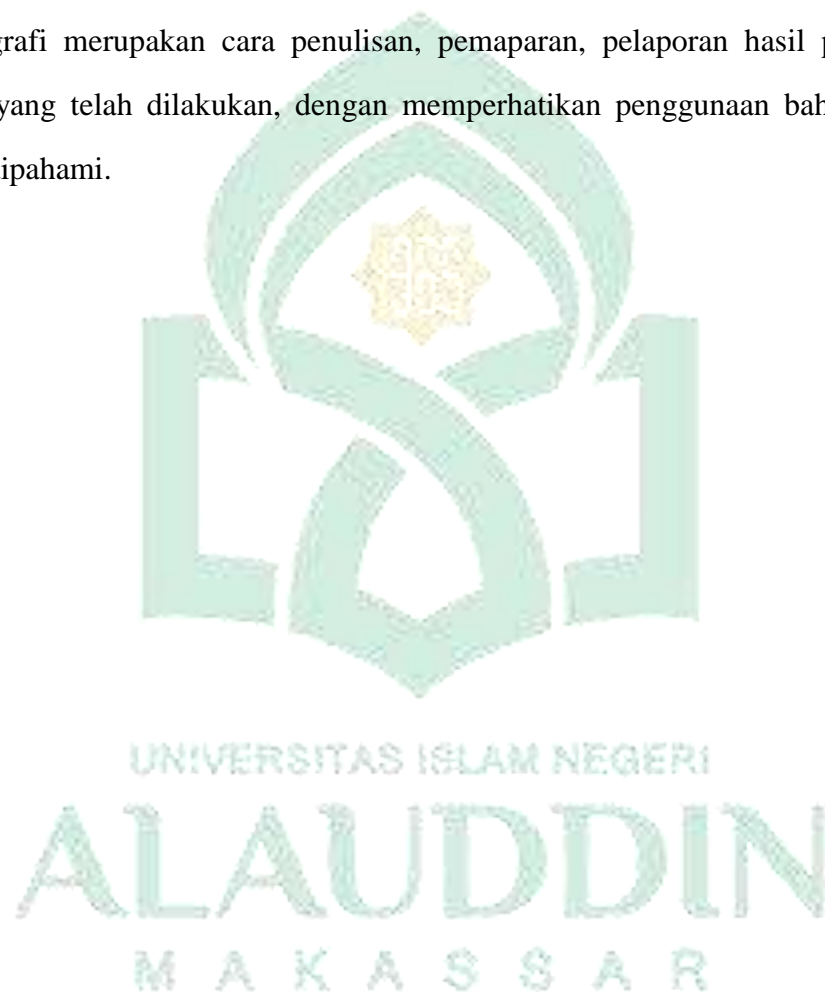 grafi merupakan cara penulisan, pemaparan, pelaporan hasil p
yang telah dilakukan, dengan memperhatikan penggunaan bah
ipahami.
UNIVERSITAS ISLAM NEGERI
ALAUDDIN
MAKASSAR